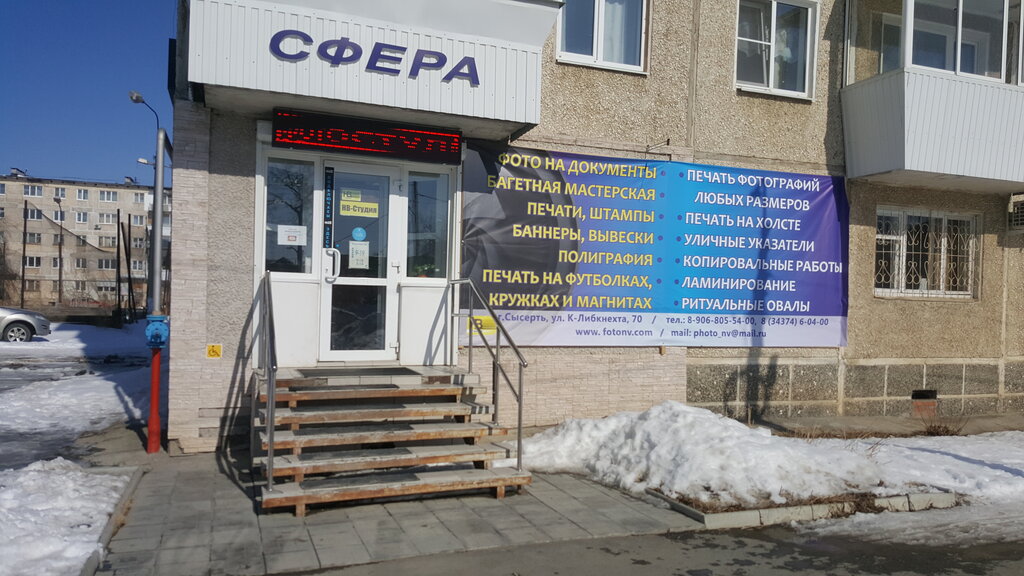 СФЕРА
НВ-Студия
ФОТО НА ДОКУМЕНТЫ
БАГЕТНАЯ МАСТЕРСКАЯ
ПЕЧАТИ, ШТАМПЫ
БАННЕРЫ, ВЫВЕСКИ
ПОЛИГРАФИЯ
ПЕЧАТЬ НА ФУТБОЛКАХ,
КРУЖКАХ И МАГНИТАХ
• ПЕЧАТЬ ФОТОГРАФИЙ
ЛЮБЫХ РАЗМЕРОВ
• ПЕЧАТЬ НА ХОЛСТЕ
• УЛИЧНЫЕ УКАЗАТЕЛИ
• КОПИРОВАЛЬНЫЕ РАБОТЫ
• ЛАМИНИРОВАНИЕ
• РИТУАЛЬНЫЕ ОВАЛЫ
г.Сысерть, ул. К-Либкнехта, 70 / тел.: 8-906-805-54-00, 8 (34374) 6-04-00
www.fotonv.com / mail: photo_nv@mail.ru